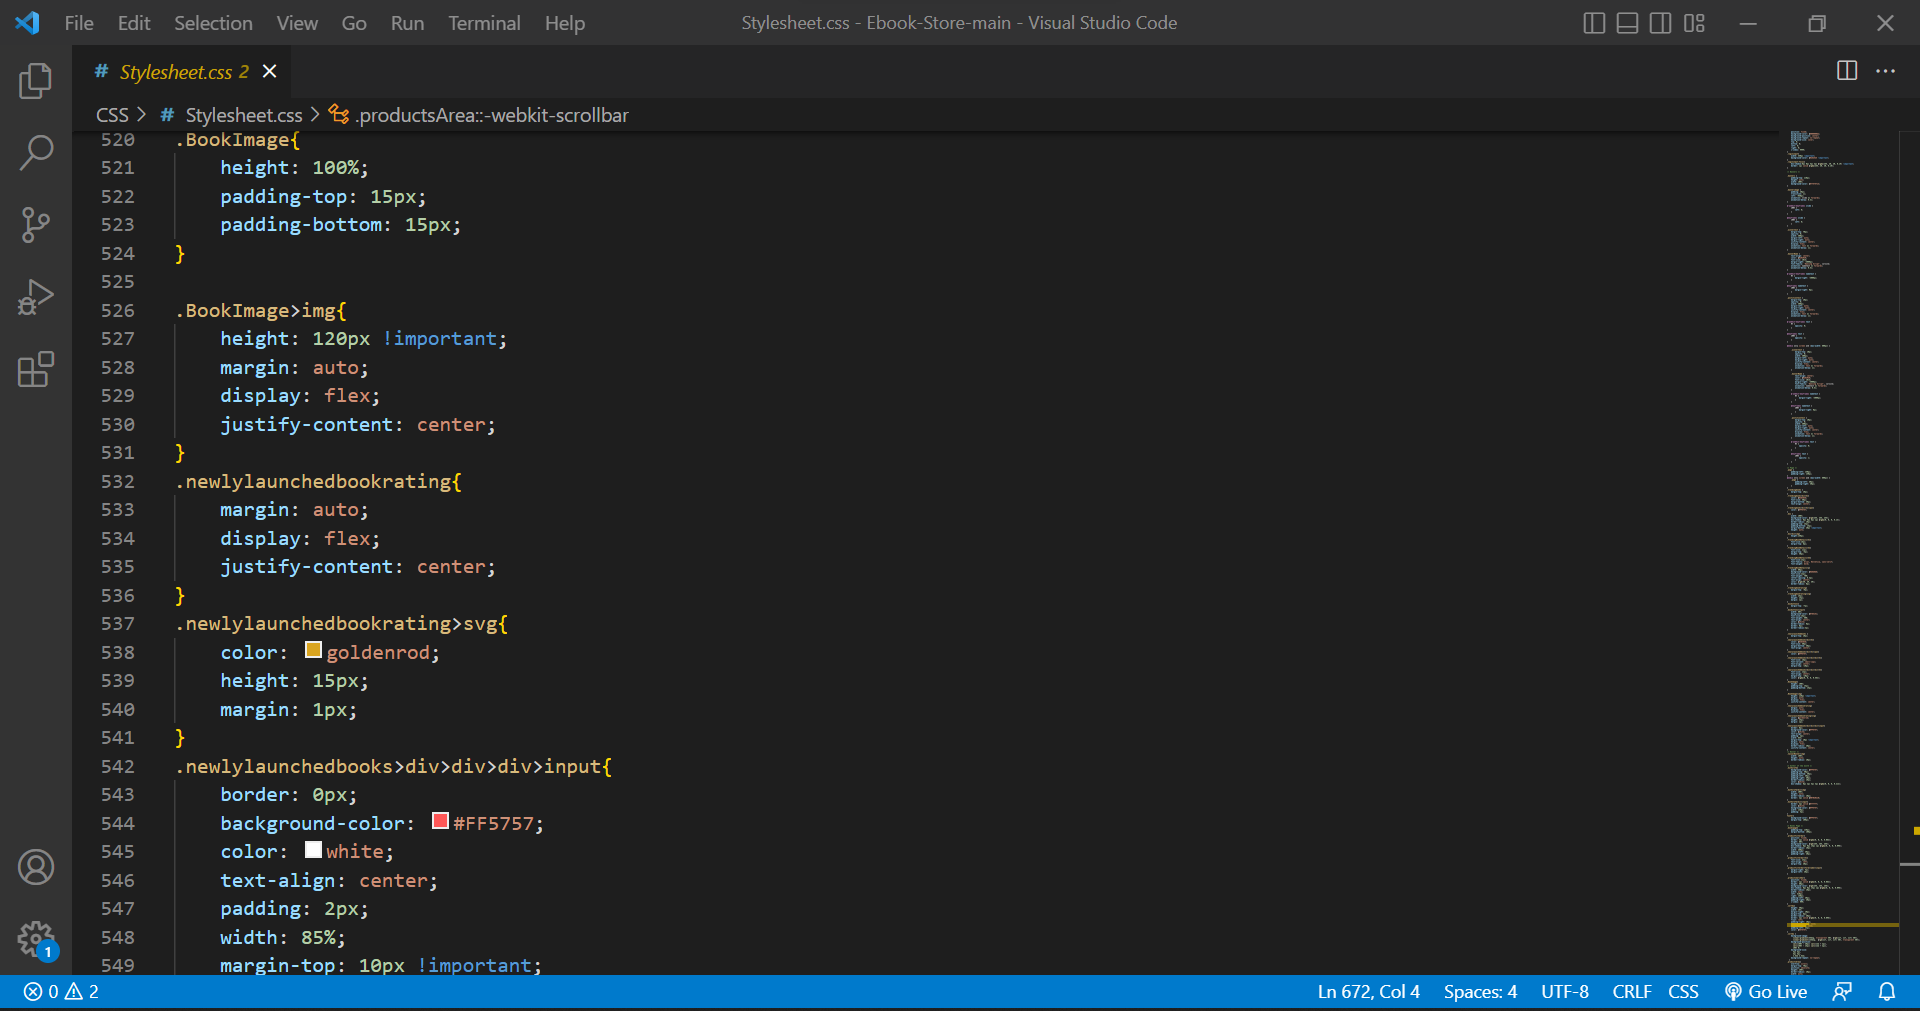 File Edit Selection View Go Run Terminal Help Stylesheet.css - Ebook-Store-main - Visual Studio Code
# Stylesheet.css 2
CSS > # Stylesheet.css > .productsArea::-webkit-scrollbar
520 .BookImage{
521 height: 100%;
522 padding-top: 15px;
523 padding-bottom: 15px;
524 }
525
526 .BookImage>img{
527 height: 120px !important;
528 margin: auto;
529 display: flex;
530 justify-content: center;
531 }
532 .newlylaunchedbookrating{
533 margin: auto;
534 display: flex;
535 justify-content: center;
536 }
537 .newlylaunchedbookrating>svg{
538 color: goldenrod;
539 height: 15px;
540 margin: 1px;
541 }
542 .newlylaunchedbooks>div>div>div>input{
543 border: 0px;
544 background-color: #FF5757;
545 color: white;
546 text-align: center;
547 padding: 2px;
548 width: 85%;
549 margin-top: 10px !important;
1
0 2 Ln 672, Col 4 Spaces: 4 UTF-8 CRLF CSS Go Live